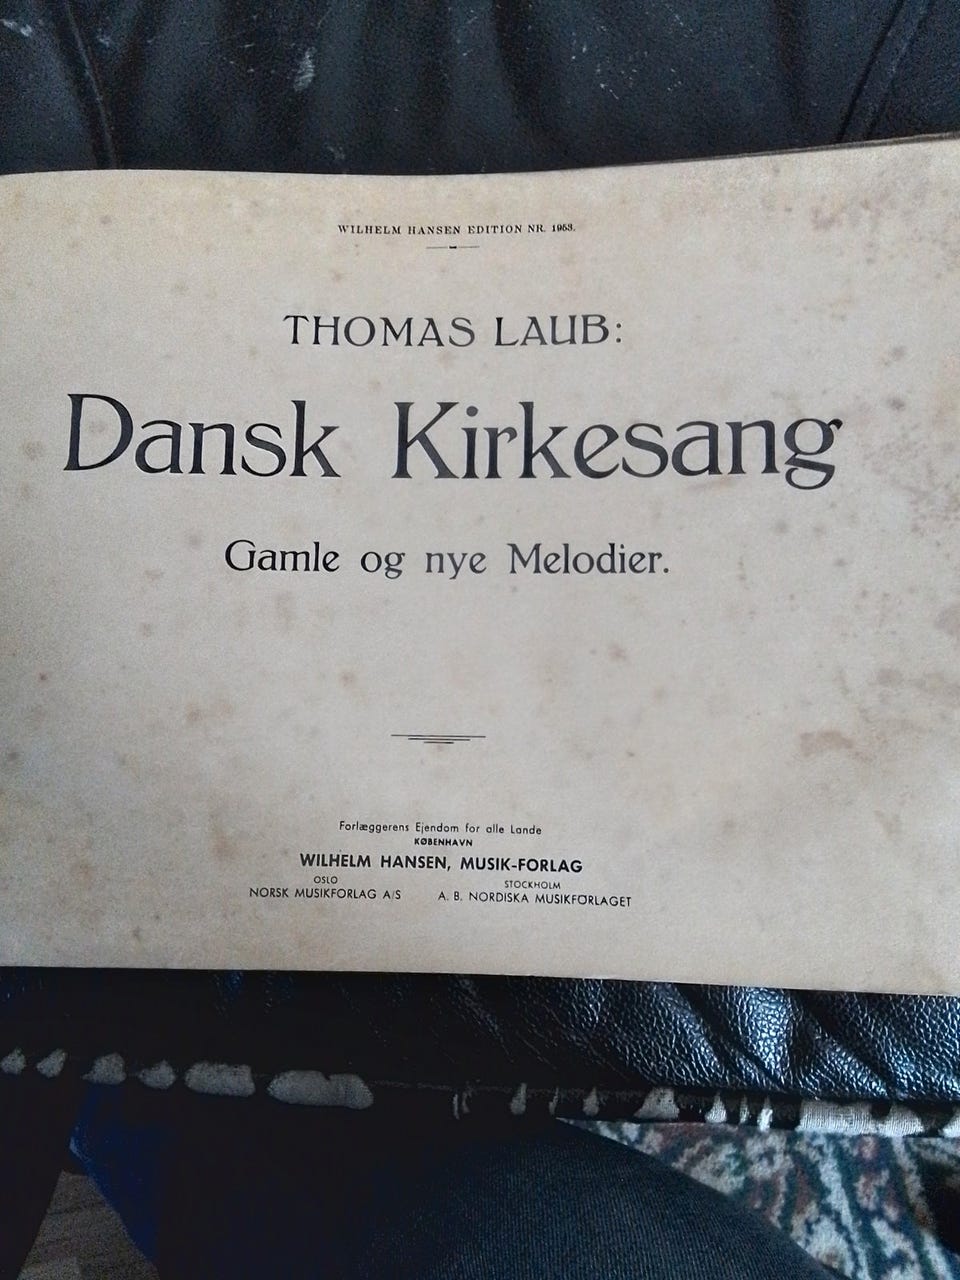 WILHELM HANSEN EDITION NR. 1953.
THOMAS LAUB:
Dansk Kirkesang
Gamle og nye Melodier.
Forlæggerens Ejendom for alle Lande
KØBENHAVN
WILHELM HANSEN, MUSIK-FORLAG
OSLO
NORSK MUSIKFORLAG A/S
STOCKHOLM
A. B. NORDISKA MUSIKFÖRLAGET